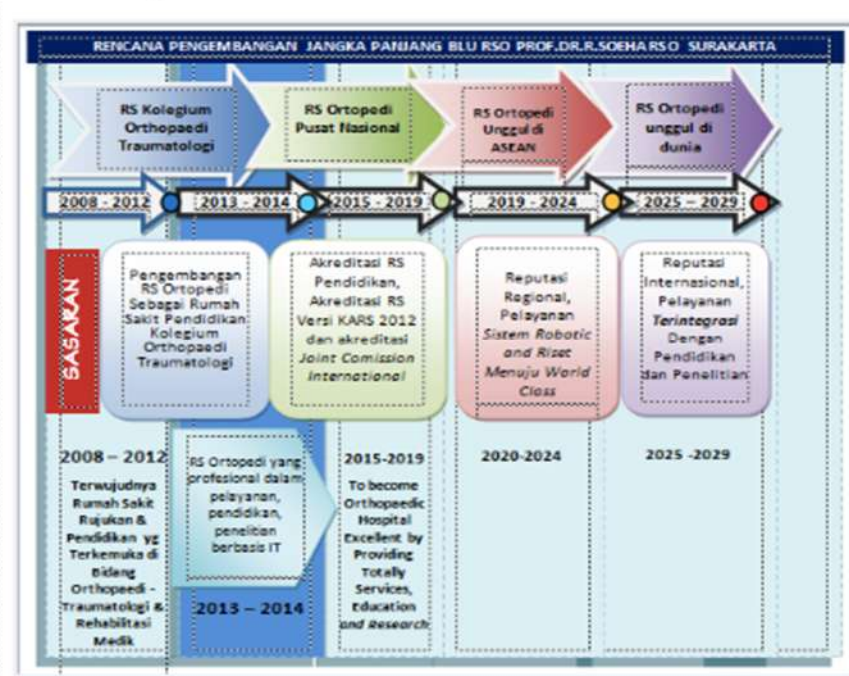 RENCANA PENGEMBANGAN JANGKA PANJANG BLU RSO PROF.DR.R.SOEHARSO SURAKARTA
RS Kolegium
Orthopaedi
Traumatologi
RS Ortopedi
Pusat Nasional
RS Ortopedi
Unggul di
ASEAN
RS Ortopedi
unggul di
dunia
2008 - 2012
2013 - 2014
2015 - 2019
2019 - 2024
2025 – 2029
SASARAN
Pengembangan
RS Ortopedi
Sebagai Rumah
Sakit Pendidikan
Kolegium
Orthopaedi
Traumatologi
Akreditasi RS
Pendidikan,
Akreditasi RS
Versi KARS 2012
dan akreditasi
Joint Comission
International
Reputasi
Regional,
Pelayanan
Sistem Robotic
and Riset
Menuju World
Class
Reputasi
Internasional,
Pelayanan
Terintegrasi
Dengan
Pendidikan
dan Penelitian
2008 – 2012
Terwujudnya
Rumah Sakit
Rujukan &
Pendidikan yg
Terkemuka di
Bidang
Orthopaedi -
Traumatologi &
Rehabilitasi
Medik
RS Ortopedi yang
profesional dalam
pelayanan,
pendidikan,
penelitian
berbasis IT
2013 – 2014
2015-2019
To become
Orthopaedic
Hospital
Excellent by
Providing
Totally
Services,
Education
and Research
2020-2024
2025 -2029